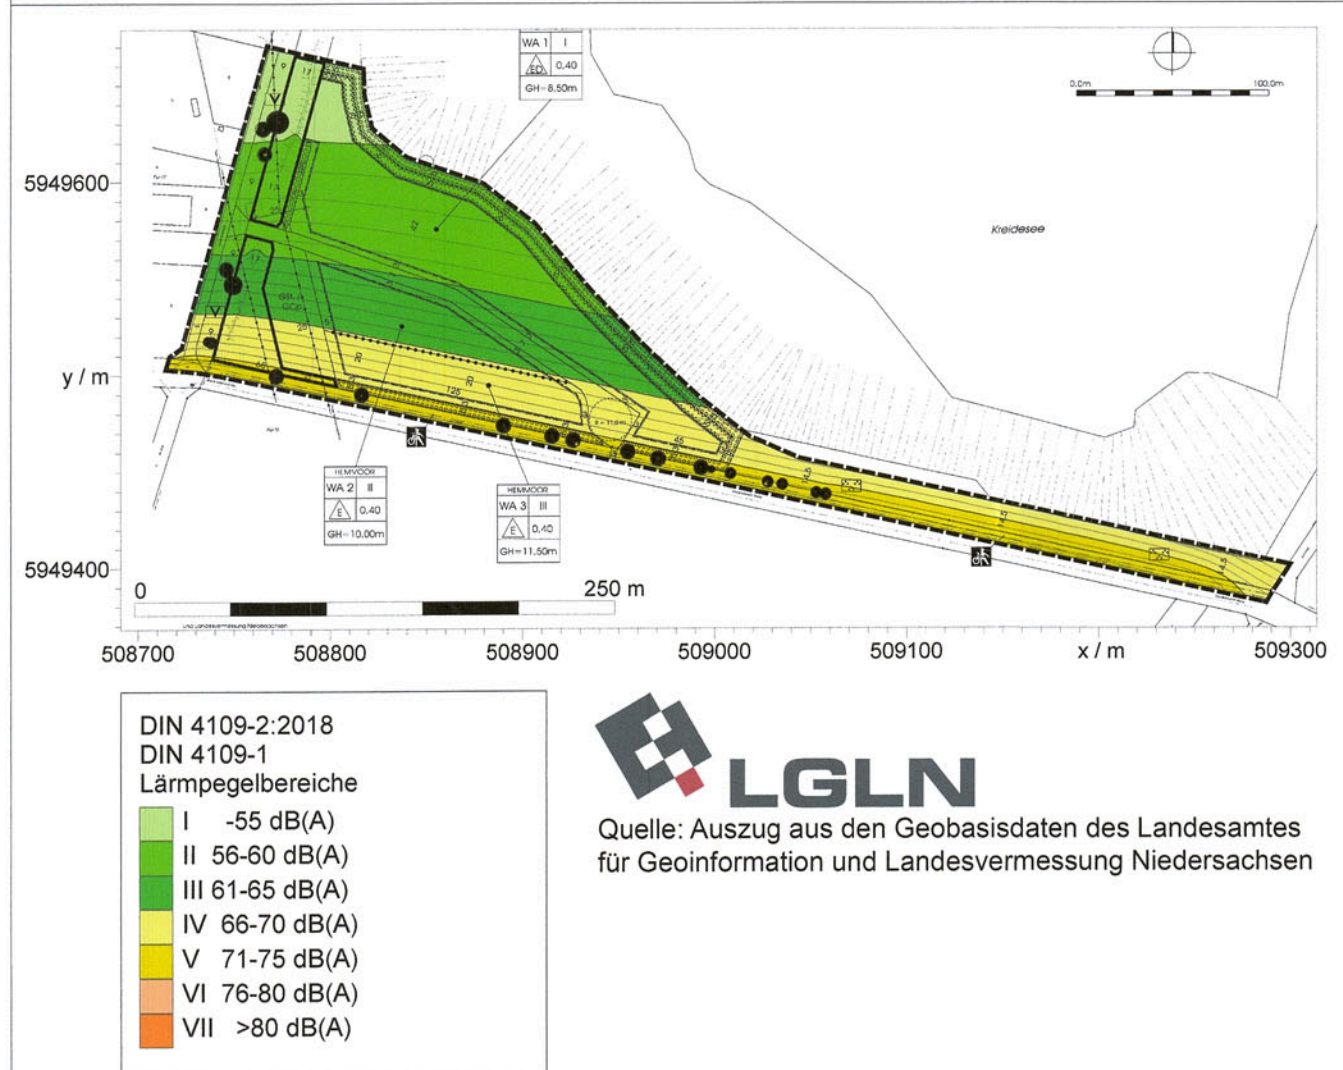 WA 1 I
ED 0,40
GH=8.50m
0,0m 100,0m
Kreidesee
5949600
y / m
5949400
HEMMOOR
WA 2 II
E 0,40
GH=10.00m
HEMMOOR
WA 3 III
E 0,40
GH=11.50m
0 250 m
und Landesvermessung Niedersachsen
508700 508800 508900 509000 509100 x / m 509300
DIN 4109-2:2018
DIN 4109-1
Lärmpegelbereiche
I -55 dB(A)
II 56-60 dB(A)
III 61-65 dB(A)
IV 66-70 dB(A)
V 71-75 dB(A)
VI 76-80 dB(A)
VII >80 dB(A)
LGLN
Quelle: Auszug aus den Geobasisdaten des Landesamtes
für Geoinformation und Landesvermessung Niedersachsen